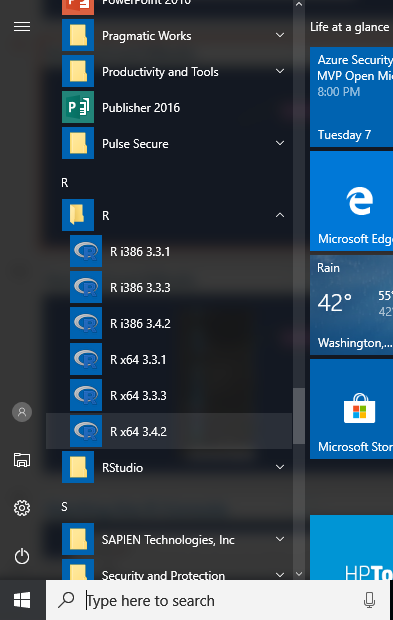 PowerPoint 2016
Pragmatic Works
Productivity and Tools
Publisher 2016
Pulse Secure
R
R
R i386 3.3.1
R i386 3.3.3
R i386 3.4.2
R x64 3.3.1
R x64 3.3.3
R x64 3.4.2
RStudio
S
SAPIEN Technologies, Inc
Security and Protection
Type here to search
Life at a glance
Azure Security
MVP Open Mi
8:00 PM
Tuesday 7
Microsoft Edg
Rain
42°
55°
42°
Washington,...
Microsoft Stor
HPTo